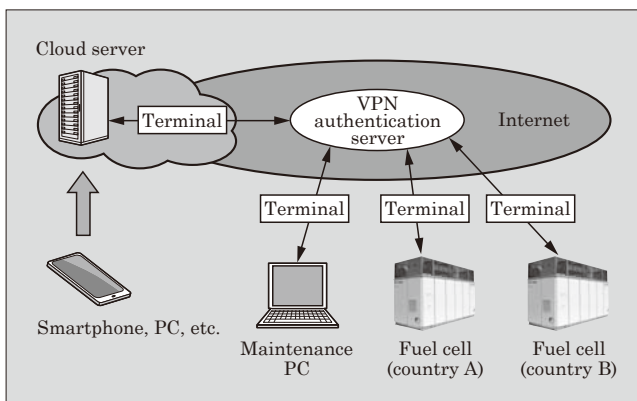 Cloud server
Terminal
VPN
authentication
server
Internet
Terminal
Terminal
Terminal
Smartphone, PC, etc.
Maintenance
PC
Fuel cell
(country A)
Fuel cell
(country B)